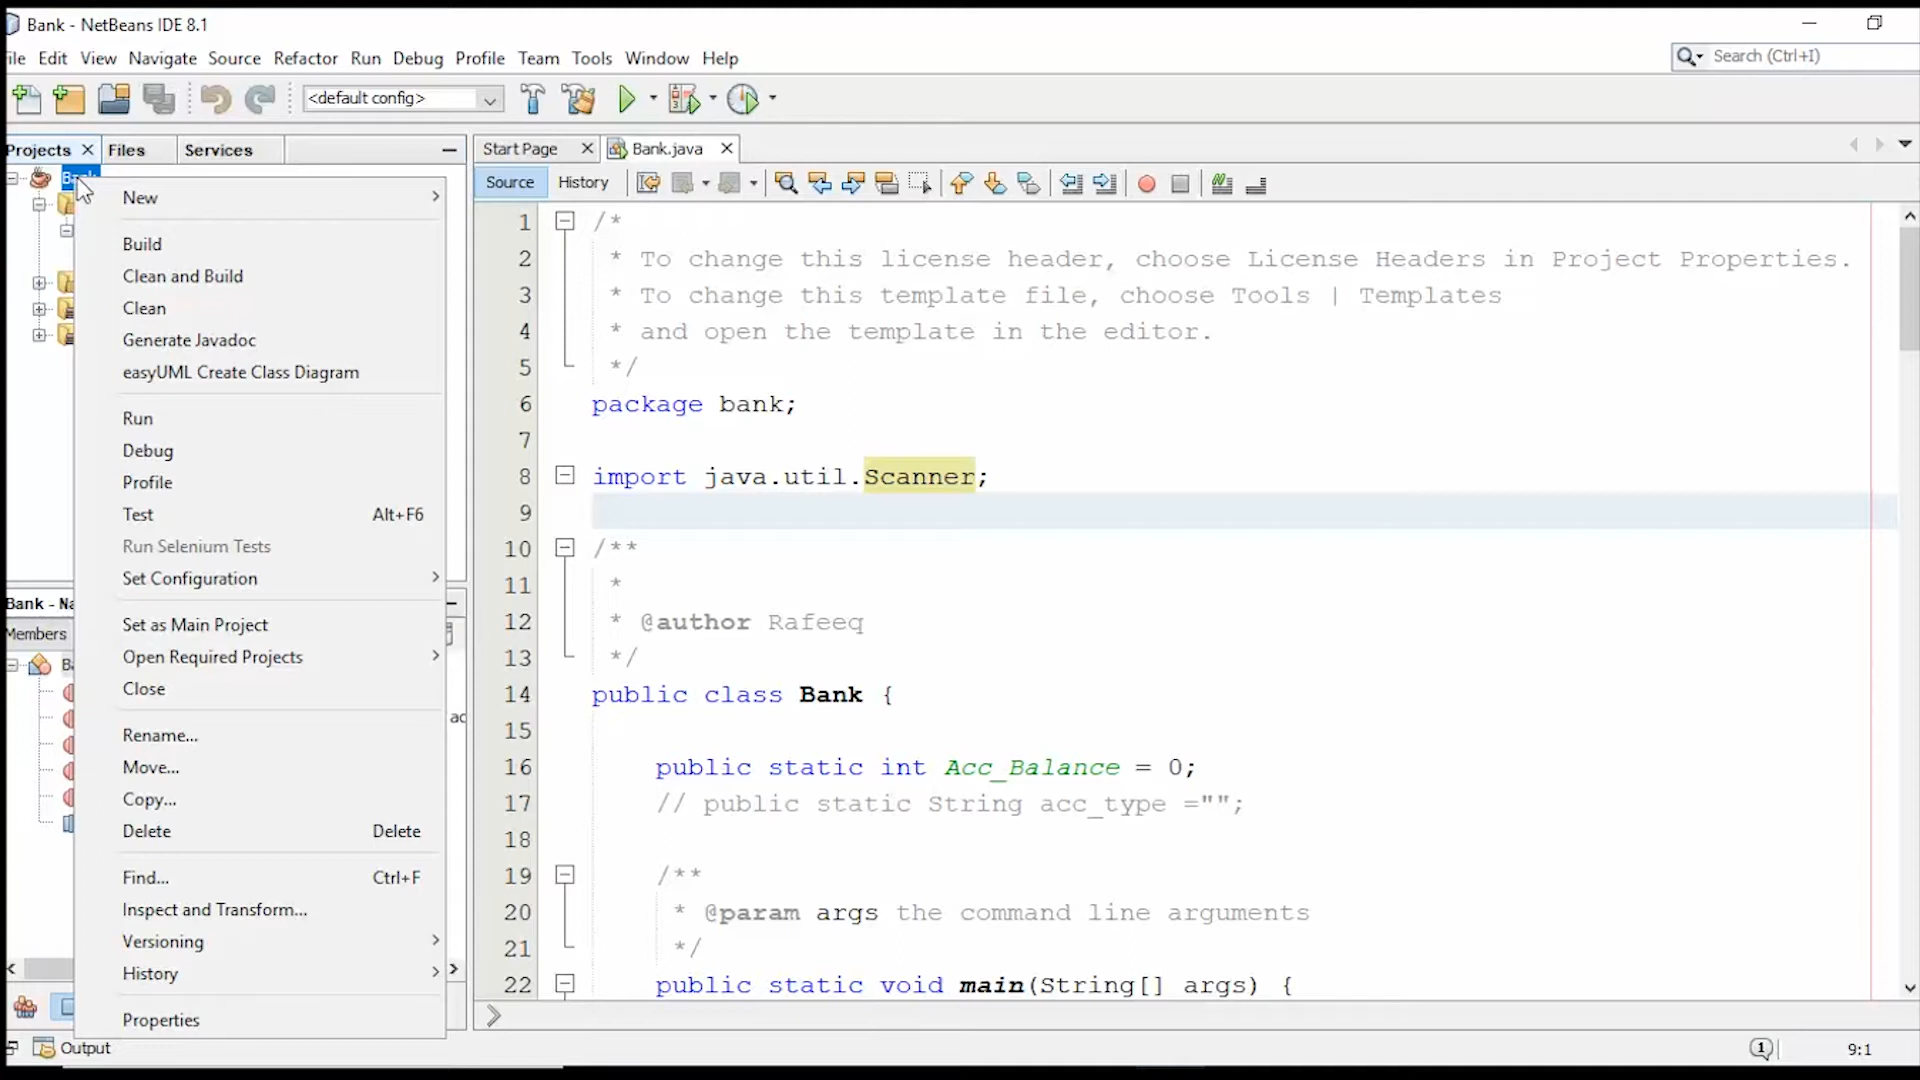 Bank - NetBeans IDE 8.1
ile Edit View Navigate Source Refactor Run Debug Profile Team Tools Window Help
Search (Ctrl+I)
<default config>
Projects Files Services
Start Page Bank.java
Source History
Bank
New
Build
Clean and Build
Clean
Generate Javadoc
easyUML Create Class Diagram
Run
Debug
Profile
Test Alt+F6
Run Selenium Tests
Set Configuration
Set as Main Project
Open Required Projects
Close
Rename...
Move...
Copy...
Delete Delete
Find... Ctrl+F
Inspect and Transform...
Versioning
History
Properties
Bank - Na
Members
B
ac
1 /*
2 * To change this license header, choose License Headers in Project Properties.
3 * To change this template file, choose Tools | Templates
4 * and open the template in the editor.
5 */
6 package bank;
7
8 import java.util.Scanner;
9
10 /**
11 *
12 * @author Rafeeq
13 */
14 public class Bank {
15
16 public static int Acc_Balance = 0;
17 // public static String acc_type ="";
18
19 /**
20 * @param args the command line arguments
21 */
22 public static void main(String[] args) {
Output
1
9:1